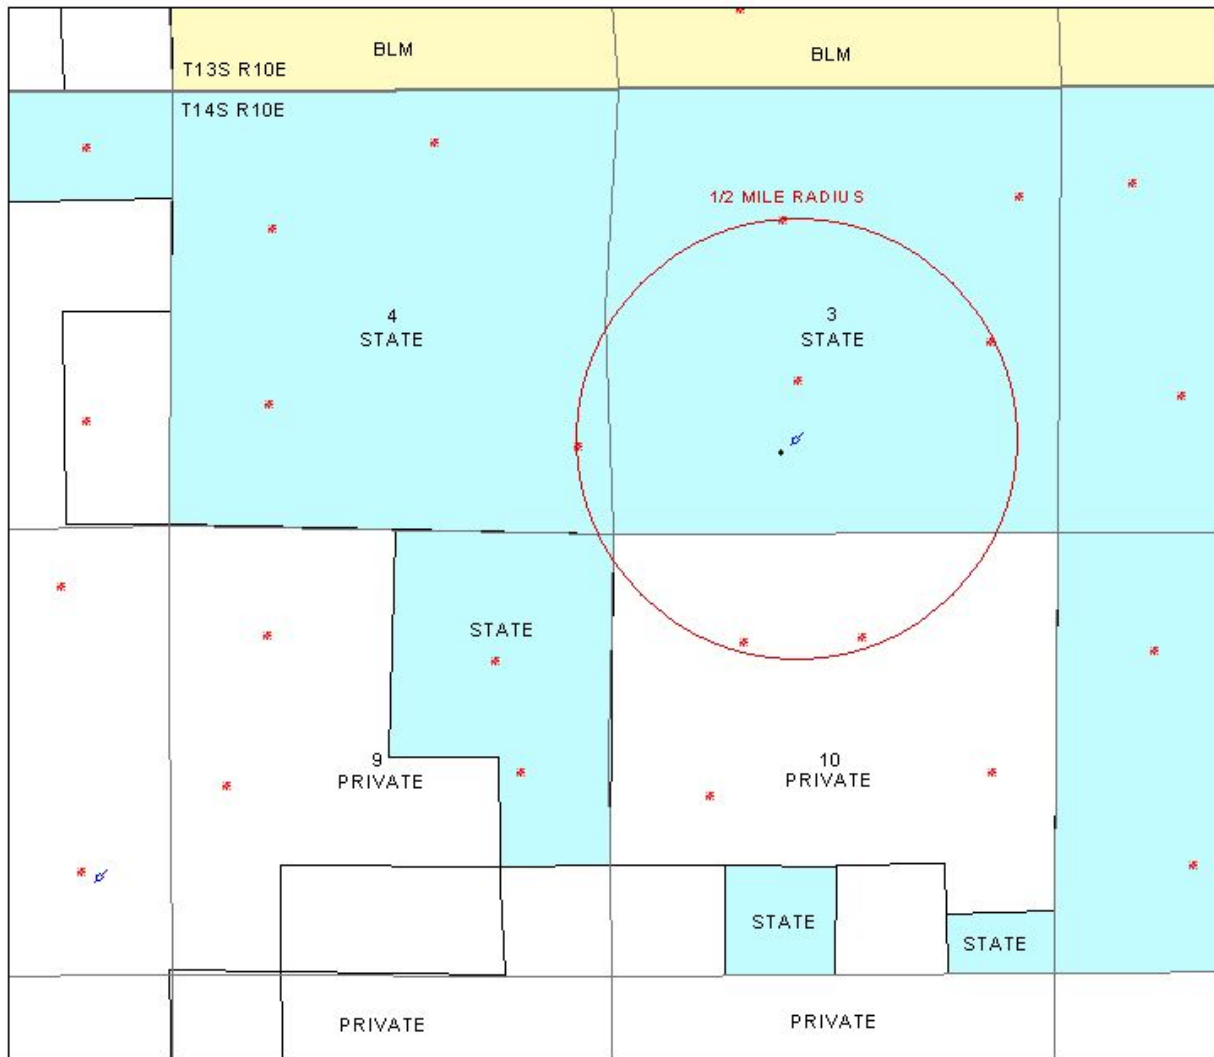 BLM
BLM
T13S R10E
T14S R10E
1/2 MILE RADIUS
4
STATE
3
STATE
STATE
9
PRIVATE
10
PRIVATE
STATE
STATE
PRIVATE
PRIVATE